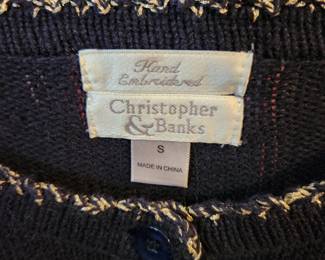 Hand
Embroidered
Christopher
& Banks
S
MADE IN CHINA